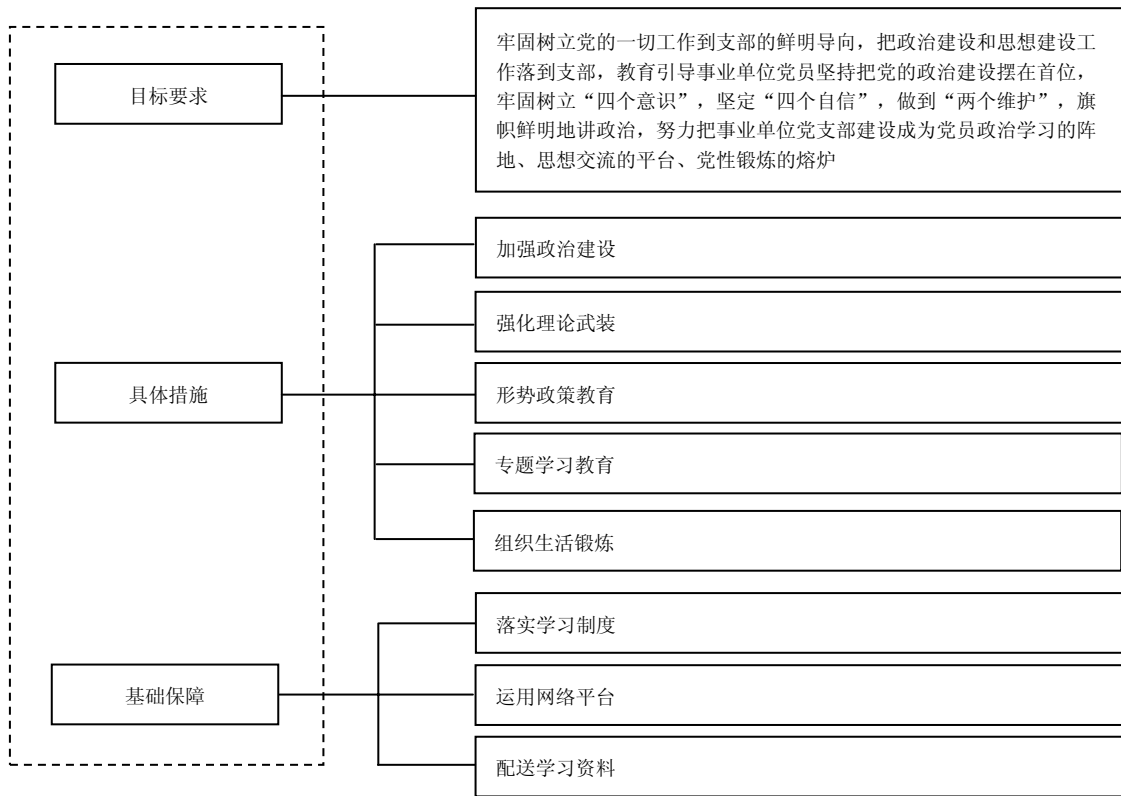 目标要求
牢固树立党的一切工作到支部的鲜明导向，把政治建设和思想建设工
作落到支部，教育引导事业单位党员坚持把党的政治建设摆在首位，
牢固树立“四个意识”，坚定“四个自信”，做到“两个维护”，旗
帜鲜明地讲政治，努力把事业单位党支部建设成为党员政治学习的阵
地、思想交流的平台、党性锻炼的熔炉
具体措施
加强政治建设
强化理论武装
形势政策教育
专题学习教育
组织生活锻炼
基础保障
落实学习制度
运用网络平台
配送学习资料